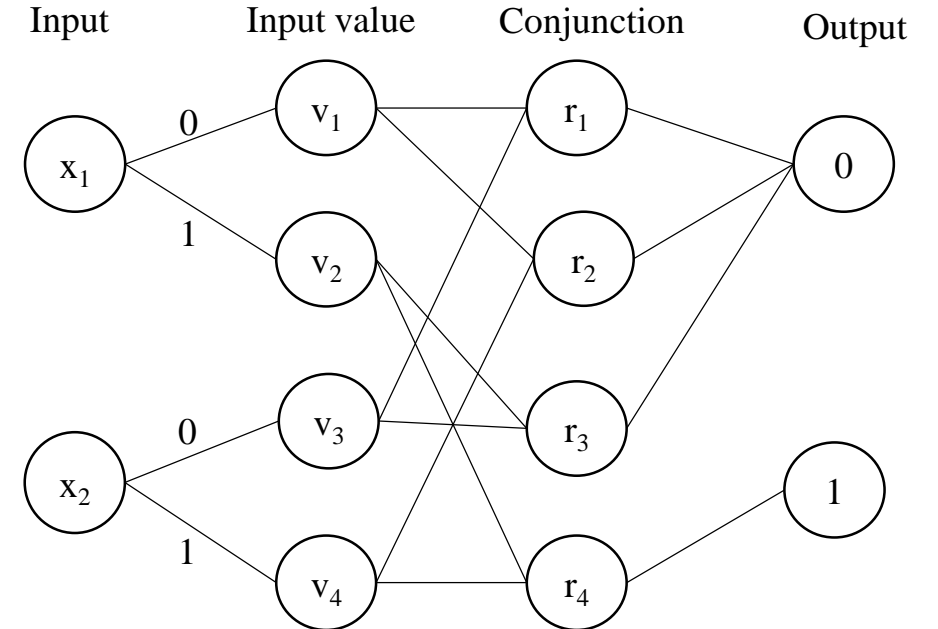 Input Input value Conjunction Output
0
v₁
r₁
x₁
0
1
v₂
r₂
0
v₃
r₃
x₂
1
1
v₄
r₄